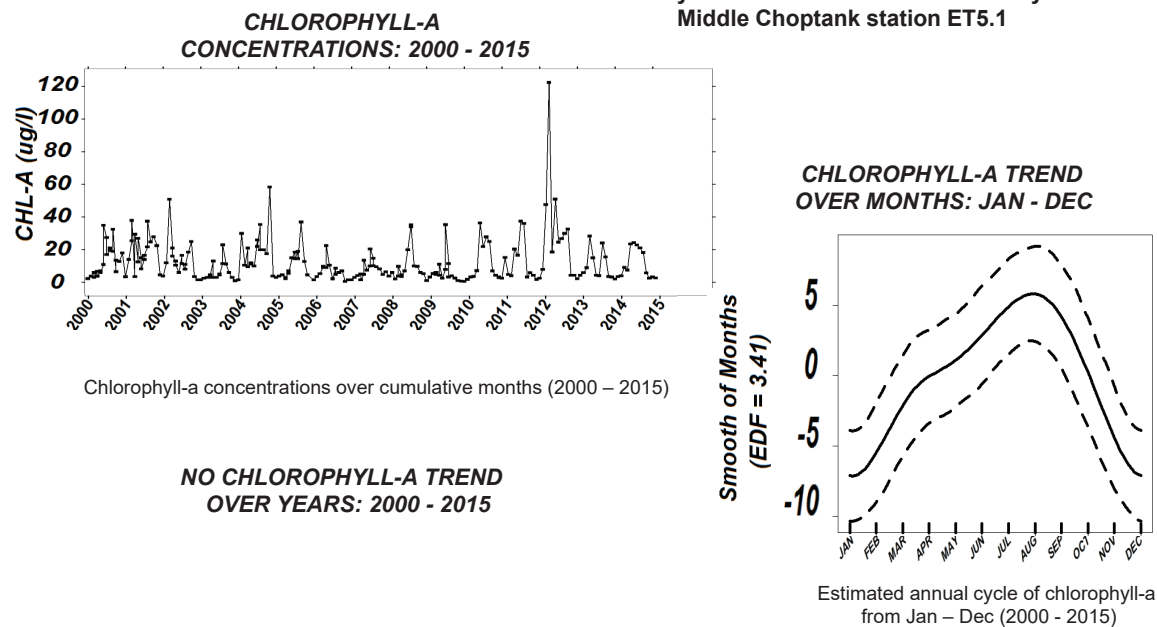 Middle Choptank station ET5.1
CHLOROPHYLL-A
CONCENTRATIONS: 2000 - 2015
CHL-A (ug/l)
120
100
80
60
40
20
0
2000
2001
2002
2003
2004
2005
2006
2007
2008
2009
2010
2011
2012
2013
2014
2015
Chlorophyll-a concentrations over cumulative months (2000 – 2015)
NO CHLOROPHYLL-A TREND
OVER YEARS: 2000 - 2015
CHLOROPHYLL-A TREND
OVER MONTHS: JAN - DEC
Smooth of Months
(EDF = 3.41)
5
0
-5
-10
JAN
FEB
MAR
APR
MAY
JUN
JUL
AUG
SEP
OCT
NOV
DEC
Estimated annual cycle of chlorophyll-a
from Jan – Dec (2000 - 2015)